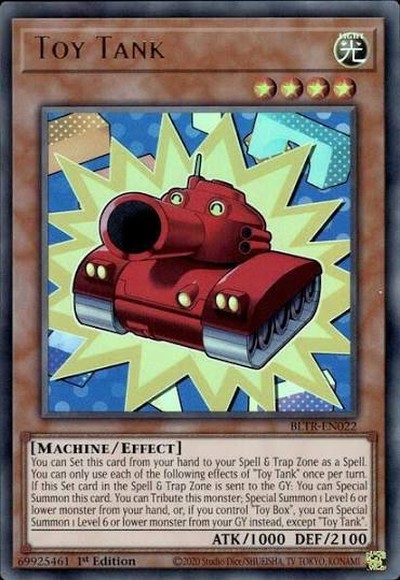 TOY TANK
LIGHT
光
BLTR-EN022
[MACHINE/EFFECT]
You can Set this card from your hand to your Spell & Trap Zone as a Spell.
You can only use each of the following effects of "Toy Tank" once per turn.
If this Set card in the Spell & Trap Zone is sent to the GY: You can Special
Summon this card. You can Tribute this monster; Special Summon 1 Level 6 or
lower monster from your hand, or, if you control "Toy Box", you can Special
Summon 1 Level 6 or lower monster from your GY instead, except "Toy Tank".
ATK/1000 DEF/2100
69925461 1st Edition ©2020 Studio Dice/SHUEISHA, TV TOKYO, KONAMI